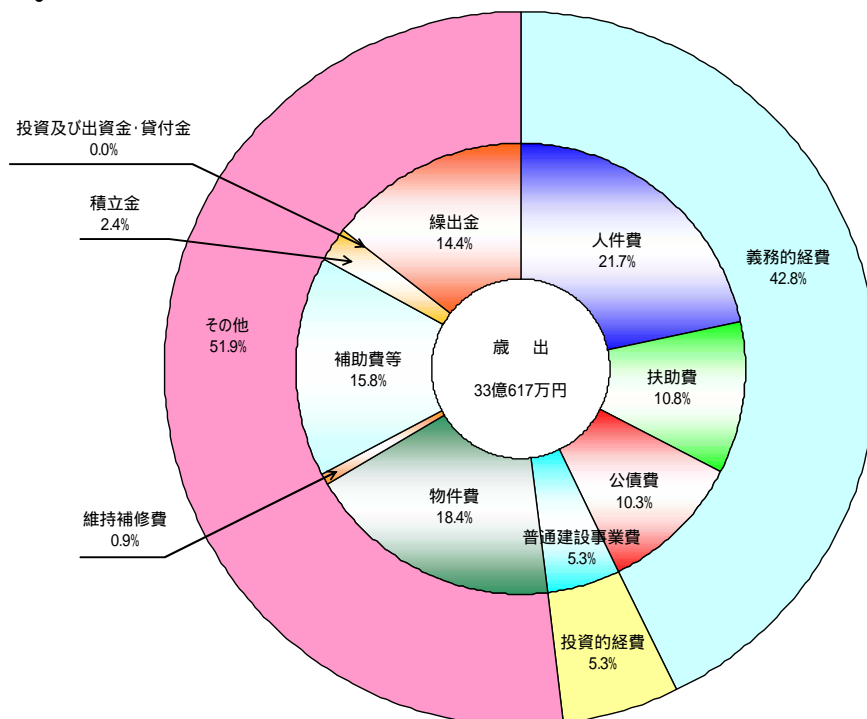 投資及び出資金・貸付金
0.0%
積立金
2.4%
繰出金
14.4%
人件費
21.7%
義務的経費
42.8%
その他
51.9%
補助費等
15.8%
歳 出
33億617万円
扶助費
10.8%
公債費
10.3%
物件費
18.4%
普通建設事業費
5.3%
維持補修費
0.9%
投資的経費
5.3%